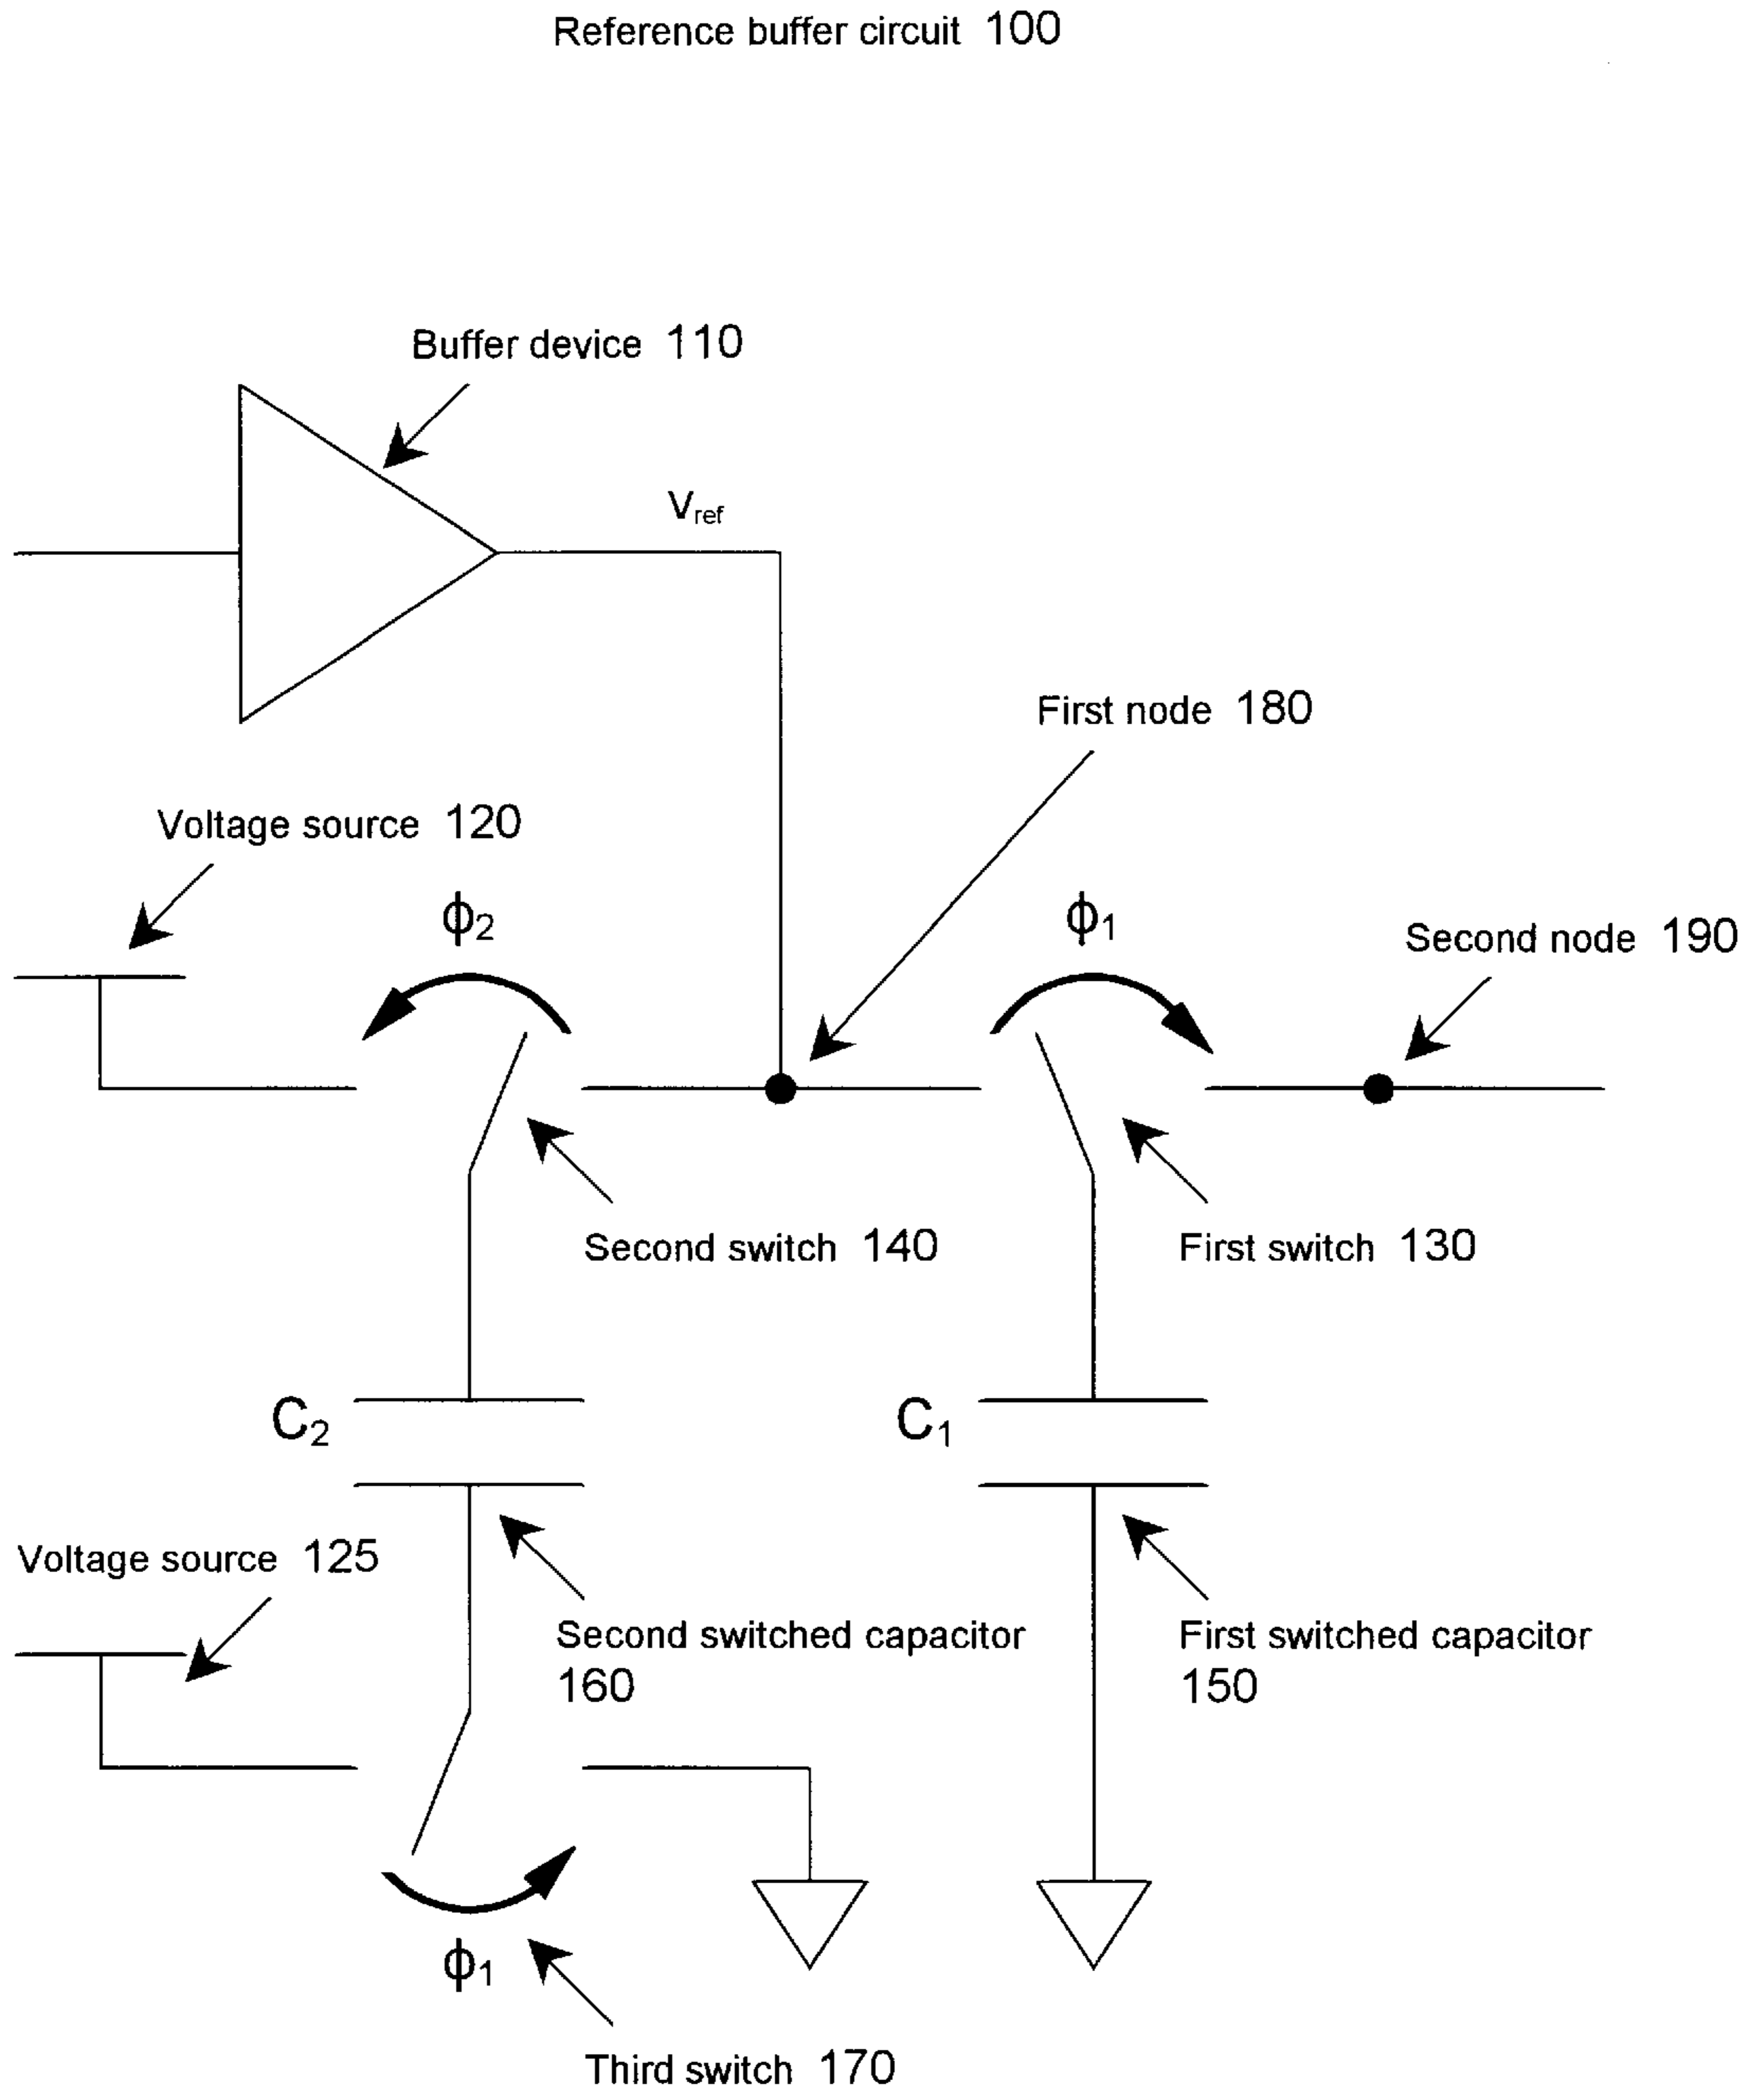 Reference buffer circuit 100
Buffer device 110
Vref
First node 180
Voltage source 120
ϕ2
ϕ1
Second node 190
Second switch 140
First switch 130
C2
C1
Voltage source 125
Second switched capacitor
160
First switched capacitor
150
ϕ1
Third switch 170